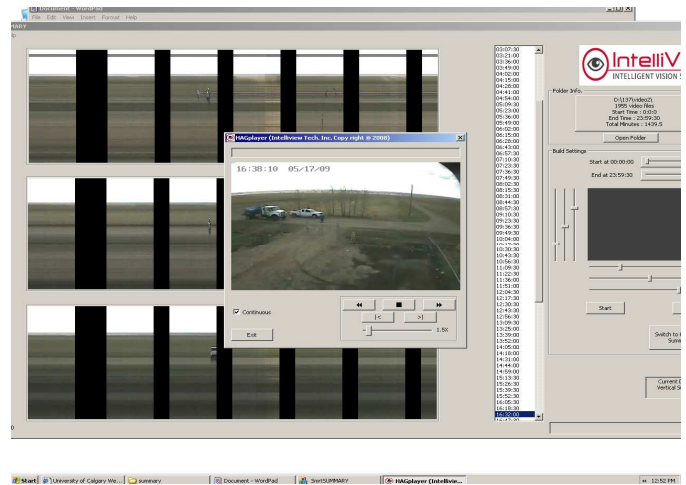 Document - WordPad
File Edit View Insert Format Help
MARY
lp
IntelliV
INTELLIGENT VISION S
Folder Info.
D:\137\video2\
1955 video files
Start Time : 0:0:0
End Time : 23:59:30
Total Minutes : 1439.5
Open Folder
Build Settings
Start at 00:00:00
End at 23:59:30
Start
Switch to
Summ
Current D
Vertical S
03:07:30
03:23:00
03:36:00
03:49:00
04:02:00
04:15:00
04:28:00
04:41:00
04:54:00
05:09:30
05:23:00
05:36:00
05:49:00
06:02:00
06:15:00
06:28:00
06:43:00
06:57:30
07:10:30
07:23:30
07:36:30
07:49:30
08:02:30
08:15:30
08:31:00
08:44:30
08:57:30
09:10:30
09:23:30
09:36:30
09:49:30
10:04:00
10:17:30
10:30:30
10:43:30
10:56:30
11:09:30
11:22:30
11:36:00
11:51:00
12:04:30
12:17:30
12:30:30
12:43:30
12:56:30
13:09:30
13:25:00
13:39:00
13:52:00
14:05:00
14:18:00
14:31:00
14:44:00
14:59:00
15:13:30
15:26:30
15:39:30
15:52:30
16:05:30
16:18:30
16:32:00
HAGplayer (Intelliview Tech, Inc. Copy right @ 2008)
16:38:10 05/17/09
Continuous
|< >|
1.5X
Exit
Start
University of Calgary We...
summary
Document - WordPad
SnwtSUMMARY
HAGplayer (Intellivie...
12:52 PM